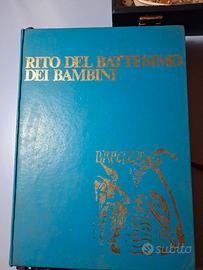 RITO DEL BATTESIMO
DEI BAMBINI
subito